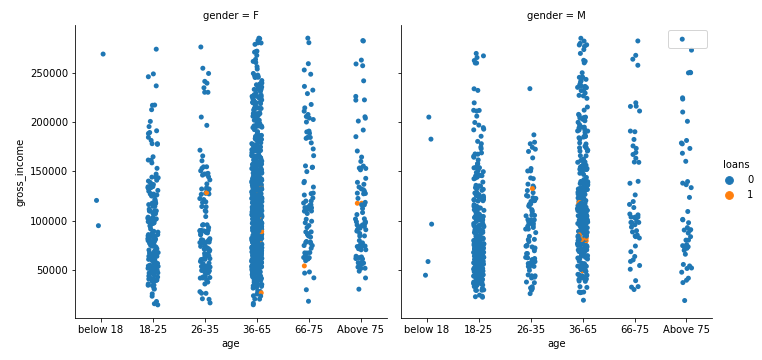 gender = F
gender = M
gross_income
250000
200000
150000
100000
50000
below 18
18-25
26-35
36-65
66-75
Above 75
age
below 18
18-25
26-35
36-65
66-75
Above 75
age
loans
0
1